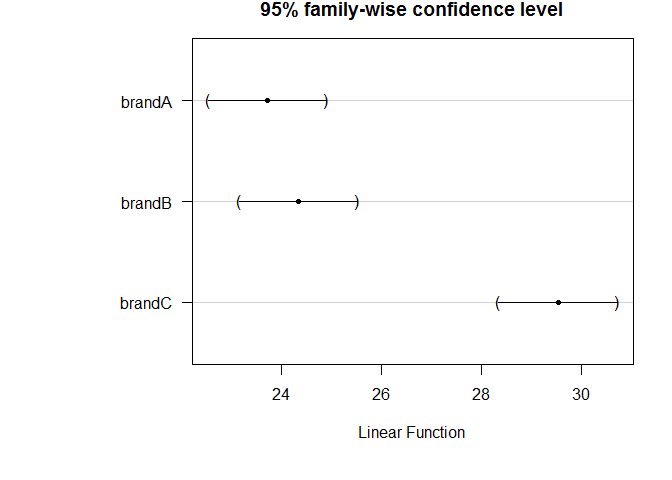 95% family-wise confidence level
brandA
brandB
brandC
24 26 28 30
Linear Function